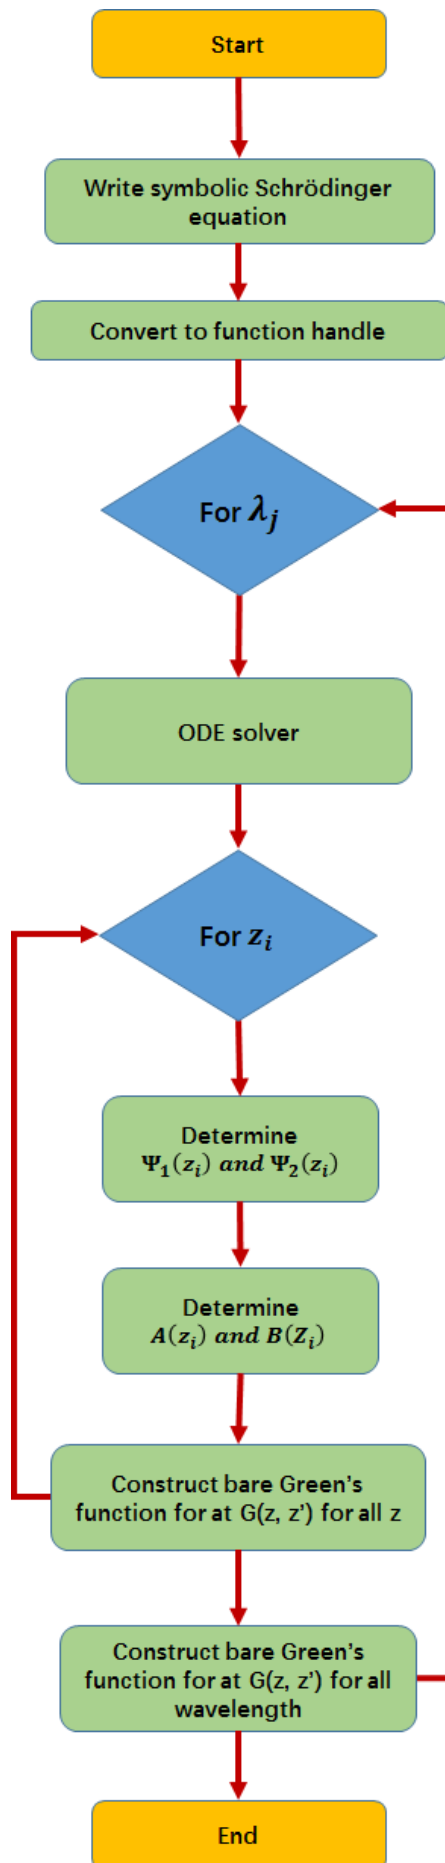 Start
Write symbolic Schrödinger
equation
Convert to function handle
For λⱼ
ODE solver
For zᵢ
Determine
Ψ₁(zᵢ) and Ψ₂(zᵢ)
Determine
A(zᵢ) and B(Zᵢ)
Construct bare Green's
function for at G(z, z') for all z
Construct bare Green's
function for at G(z, z') for all
wavelength
End